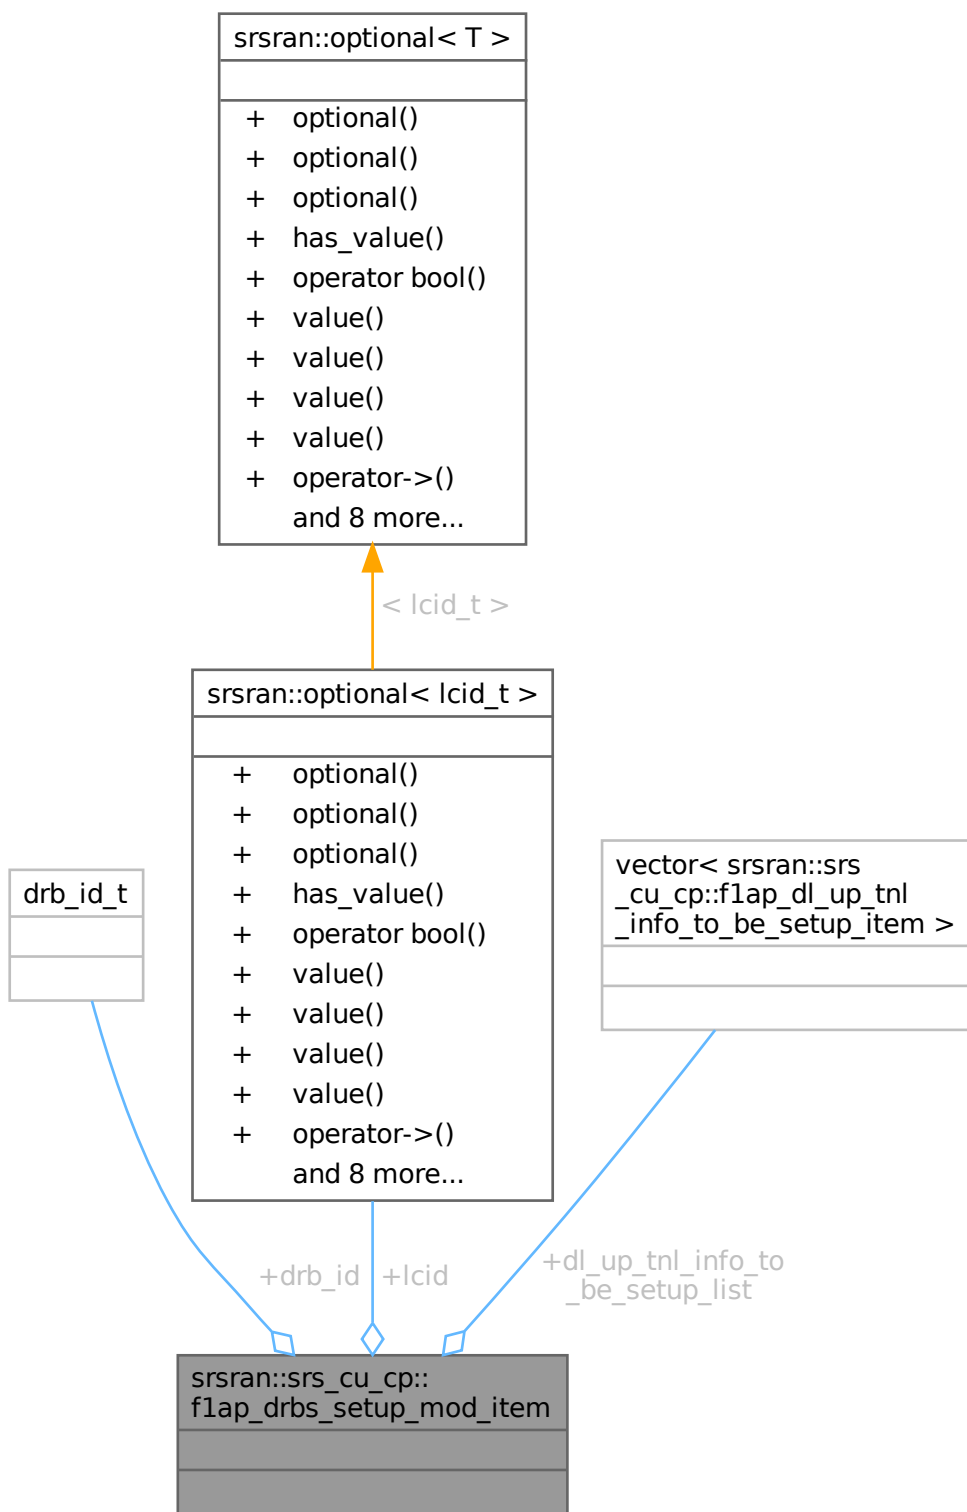 srsran::optional< T >
+ optional()
+ optional()
+ optional()
+ has_value()
+ operator bool()
+ value()
+ value()
+ value()
+ value()
+ operator->()
and 8 more...
< lcid_t >
srsran::optional< lcid_t >
+ optional()
+ optional()
+ optional()
+ has_value()
+ operator bool()
+ value()
+ value()
+ value()
+ value()
+ operator->()
and 8 more...
drb_id_t
vector< srsran::srs
_cu_cp::f1ap_dl_up_tnl
_info_to_be_setup_item >
+drb_id
+lcid
+dl_up_tnl_info_to
_be_setup_list
srsran::srs_cu_cp::
f1ap_drbs_setup_mod_item